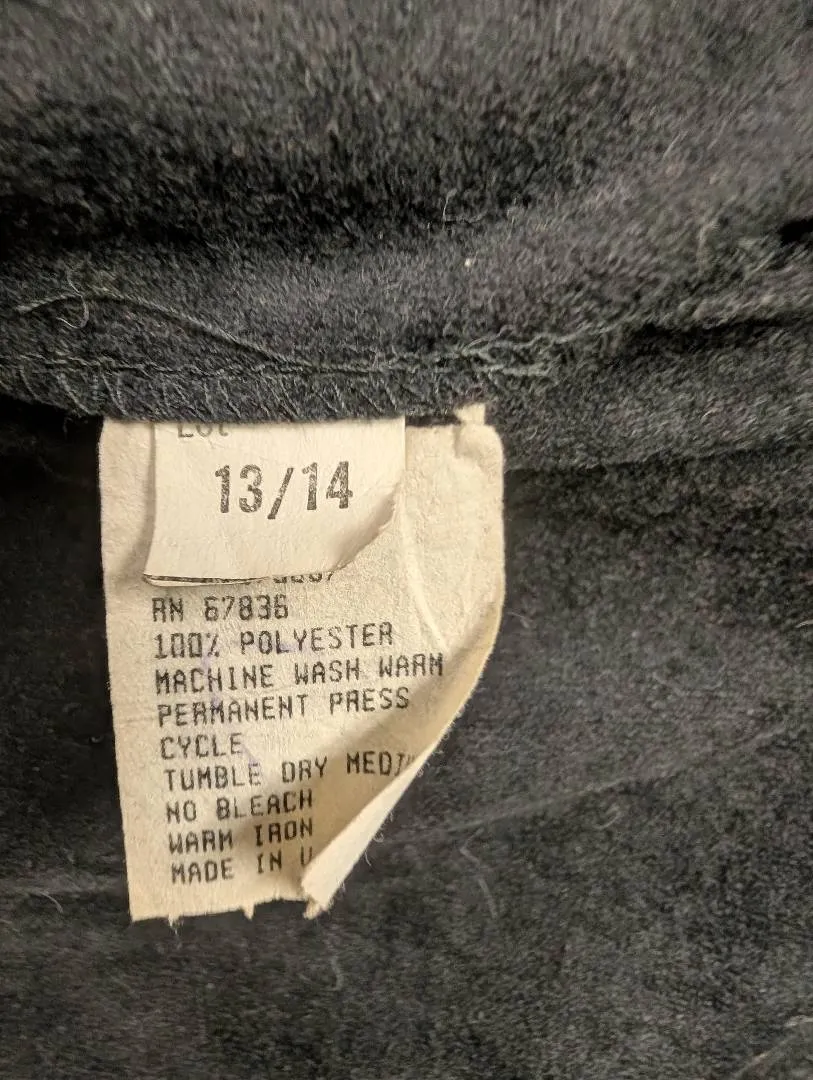 13/14
RN 67836
100% POLYESTER
MACHINE WASH WARM
PERMANENT PRESS
CYCLE
TUMBLE DRY
NO BLEACH
WARM IRON
MADE IN U